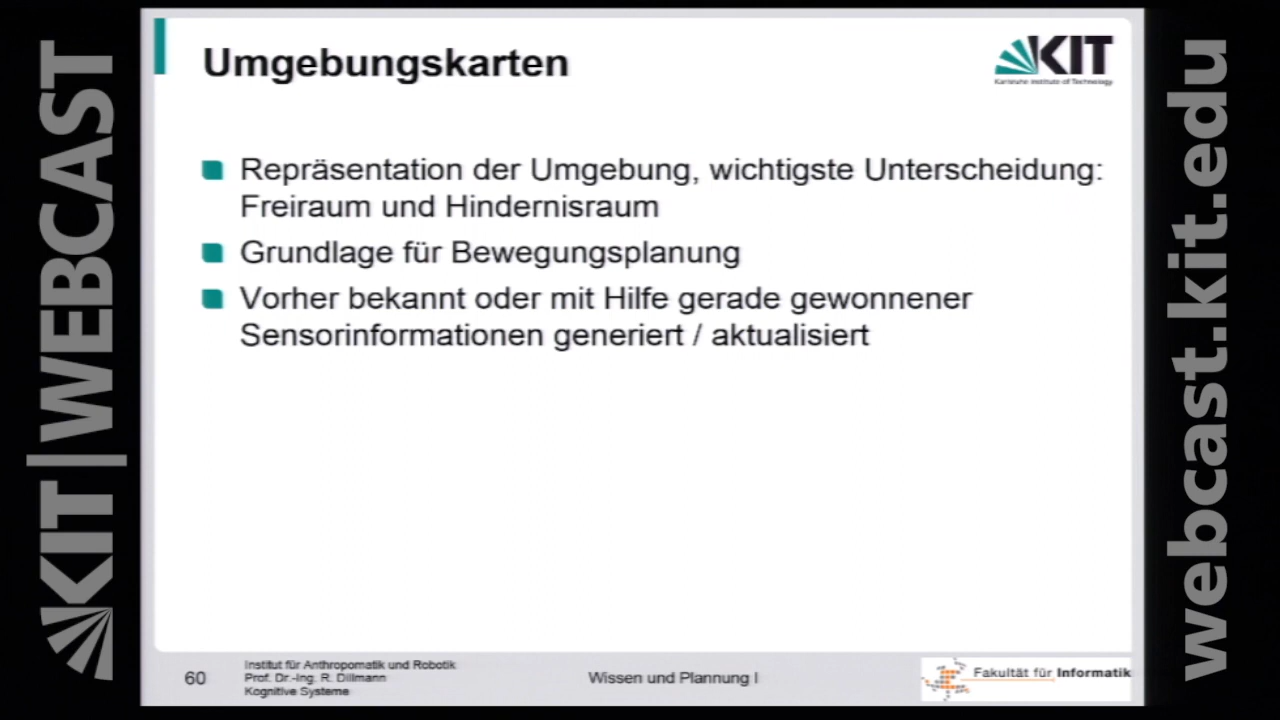 KIT|WEBCAST
Umgebungskarten
KIT
Karlsruhe Institute of Technology
Repräsentation der Umgebung, wichtigste Unterscheidung:
Freiraum und Hindernisraum
Grundlage für Bewegungsplanung
Vorher bekannt oder mit Hilfe gerade gewonnener
Sensorinformationen generiert / aktualisiert
60
Institut für Anthropomatik und Robotik
Prof. Dr.-Ing. R. Dillmann
Kognitive Systeme
Wissen und Plannung I
Fakultät für Informatik
webcast.kit.edu